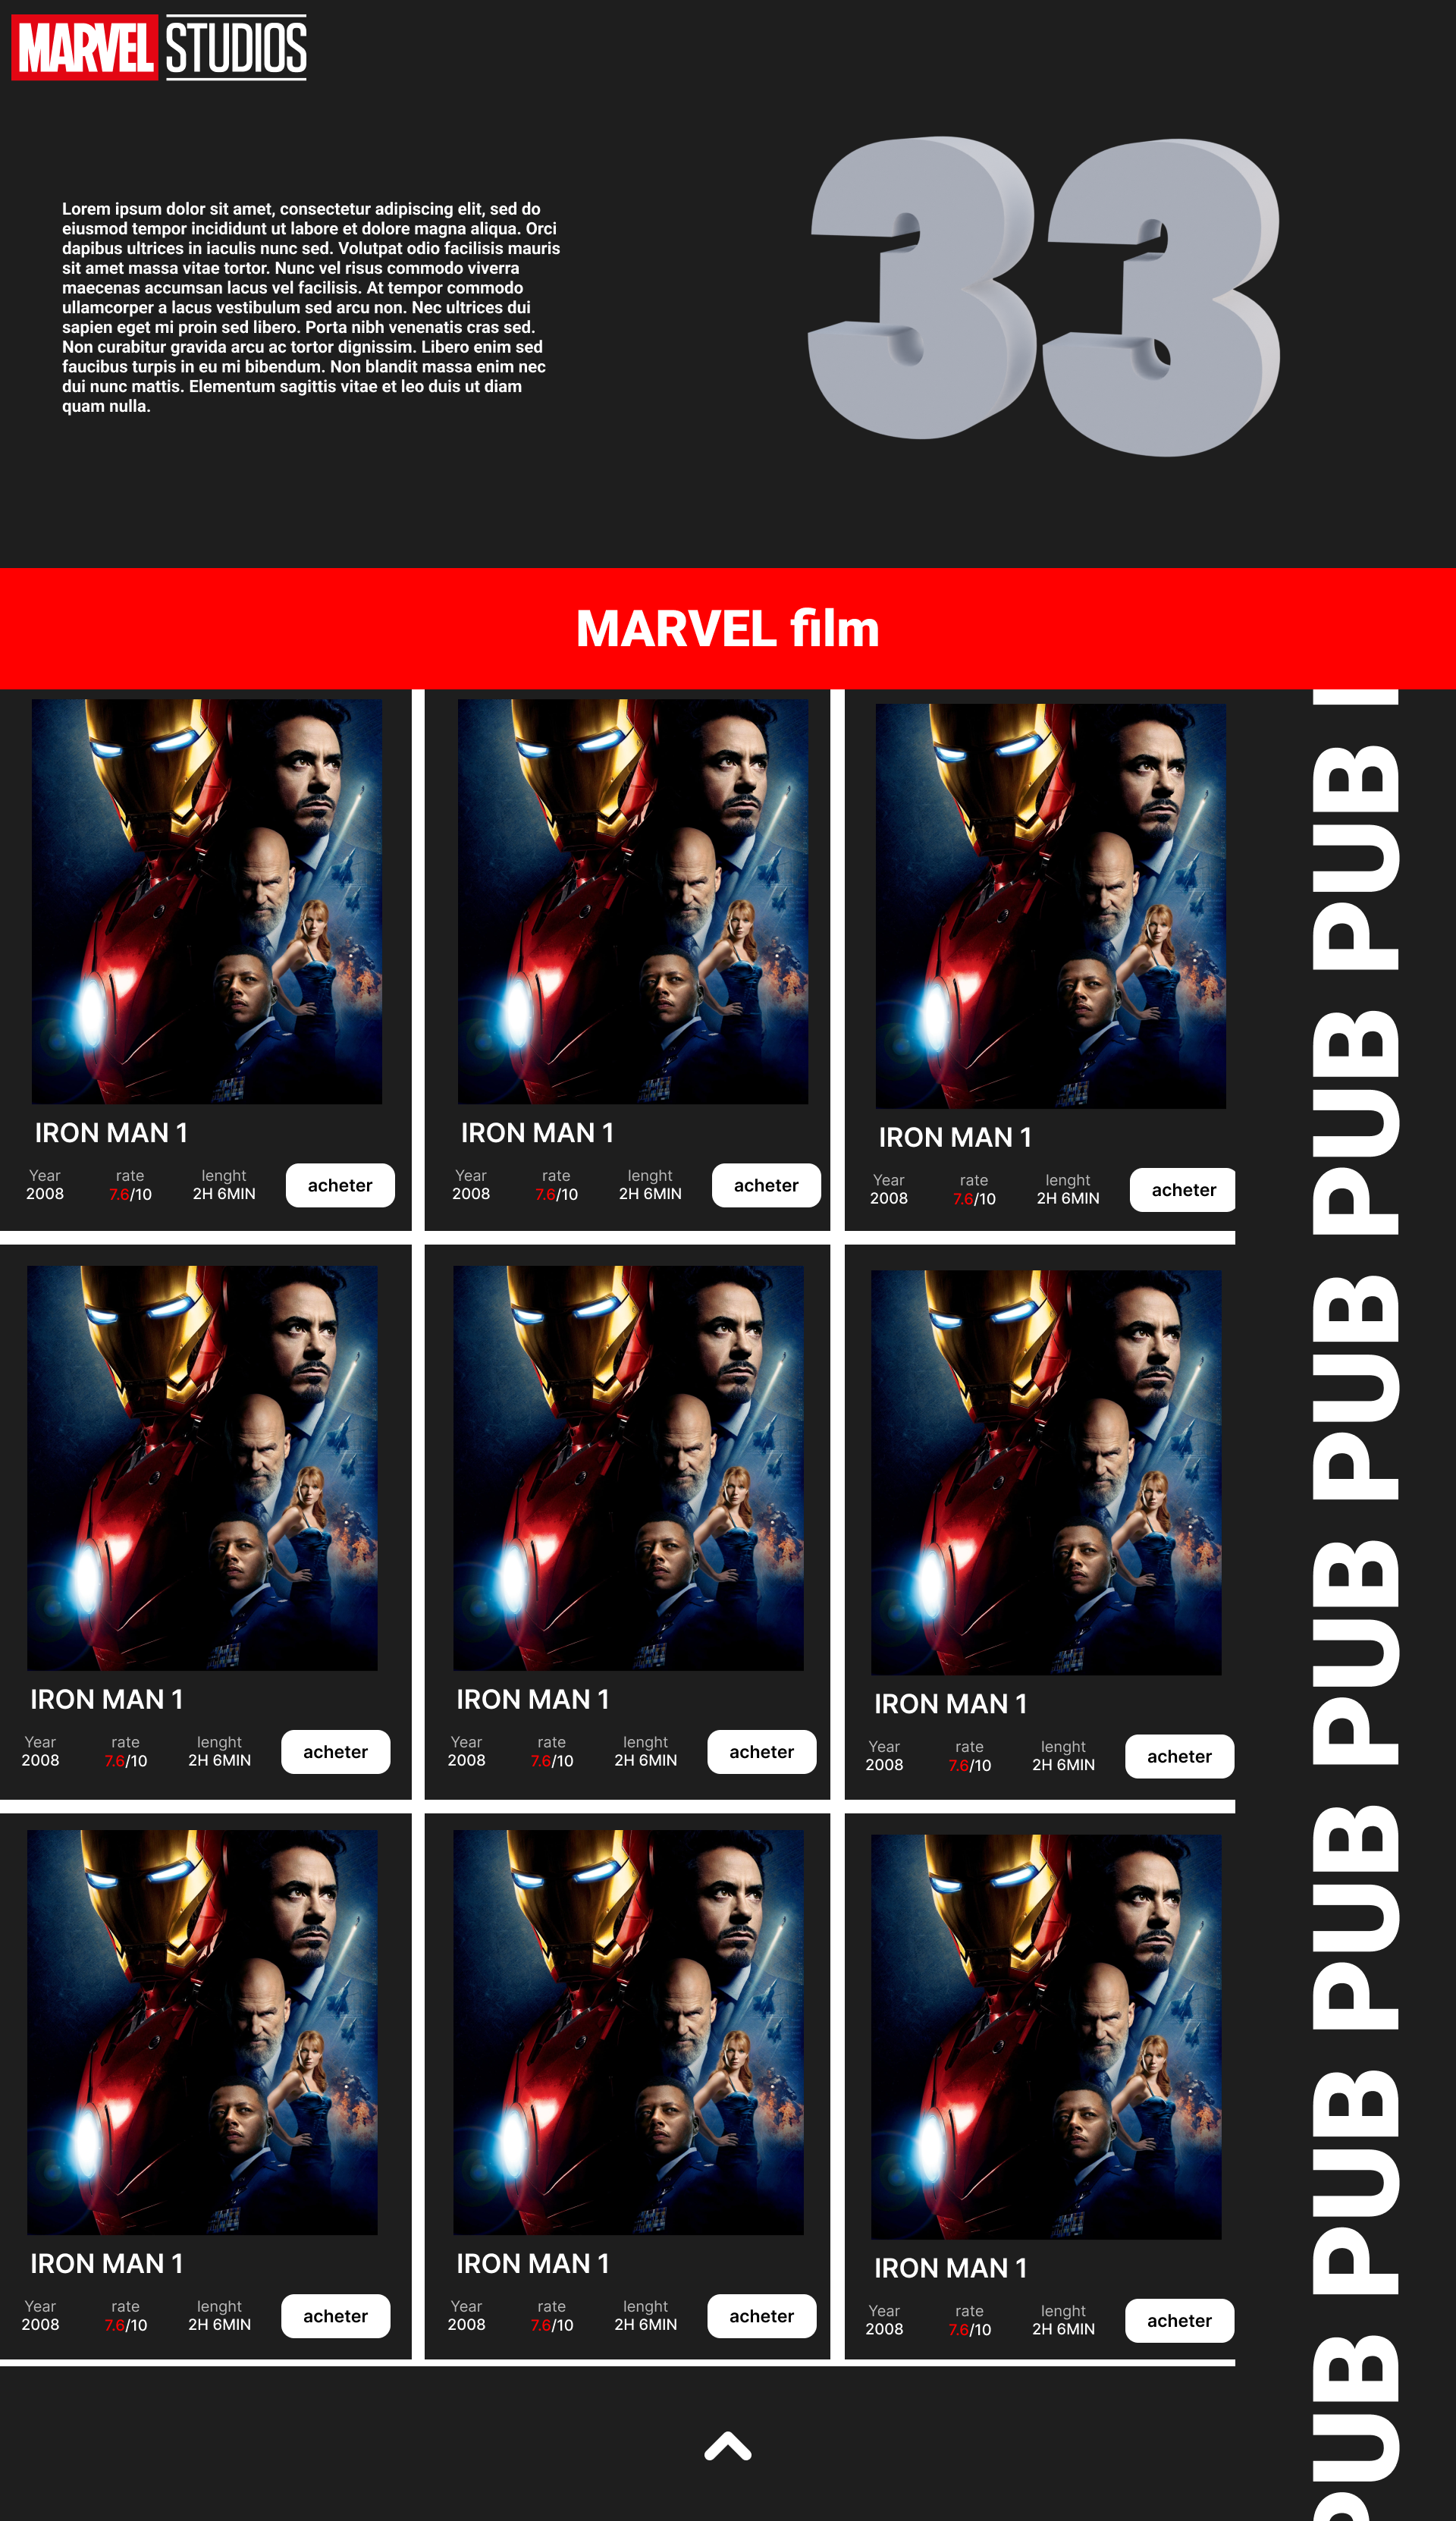 MARVEL STUDIOS
33
Lorem ipsum dolor sit amet, consectetur adipiscing elit, sed do
eiusmod tempor incididunt ut labore et dolore magna aliqua. Orci
dapibus ultrices in iaculis nunc sed. Volutpat odio facilisis mauris
sit amet massa vitae tortor. Nunc vel risus commodo viverra
maecenas accumsan lacus vel facilisis. At tempor commodo
ullamcorper a lacus vestibulum sed arcu non. Nec ultrices dui
sapien eget mi proin sed libero. Porta nibh venenatis cras sed.
Non curabitur gravida arcu ac tortor dignissim. Libero enim sed
faucibus turpis in eu mi bibendum. Non blandit massa enim nec
dui nunc mattis. Elementum sagittis vitae et leo duis ut diam
quam nulla.
MARVEL film
IRON MAN 1
Year rate lenght
2008 7.6/10 2H 6MIN
acheter
IRON MAN 1
Year rate lenght
2008 7.6/10 2H 6MIN
acheter
IRON MAN 1
Year rate lenght
2008 7.6/10 2H 6MIN
acheter
IRON MAN 1
Year rate lenght
2008 7.6/10 2H 6MIN
acheter
IRON MAN 1
Year rate lenght
2008 7.6/10 2H 6MIN
acheter
IRON MAN 1
Year rate lenght
2008 7.6/10 2H 6MIN
acheter
IRON MAN 1
Year rate lenght
2008 7.6/10 2H 6MIN
acheter
IRON MAN 1
Year rate lenght
2008 7.6/10 2H 6MIN
acheter
IRON MAN 1
Year rate lenght
2008 7.6/10 2H 6MIN
acheter
PUB PUB PUB PUB PUB PUB PUB